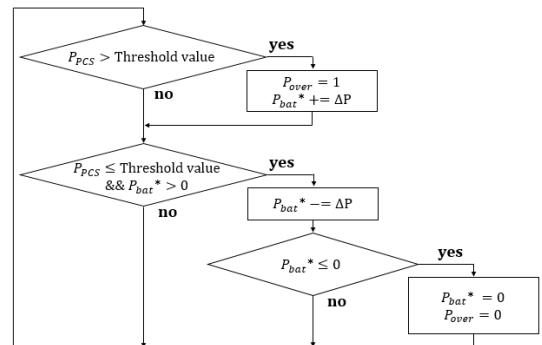 P_PCS > Threshold value
yes
P_over = 1
P_bat* += ΔP
no
P_PCS ≤ Threshold value
&& P_bat* > 0
yes
P_bat* −= ΔP
no
P_bat* ≤ 0
yes
P_bat* = 0
P_over = 0
no